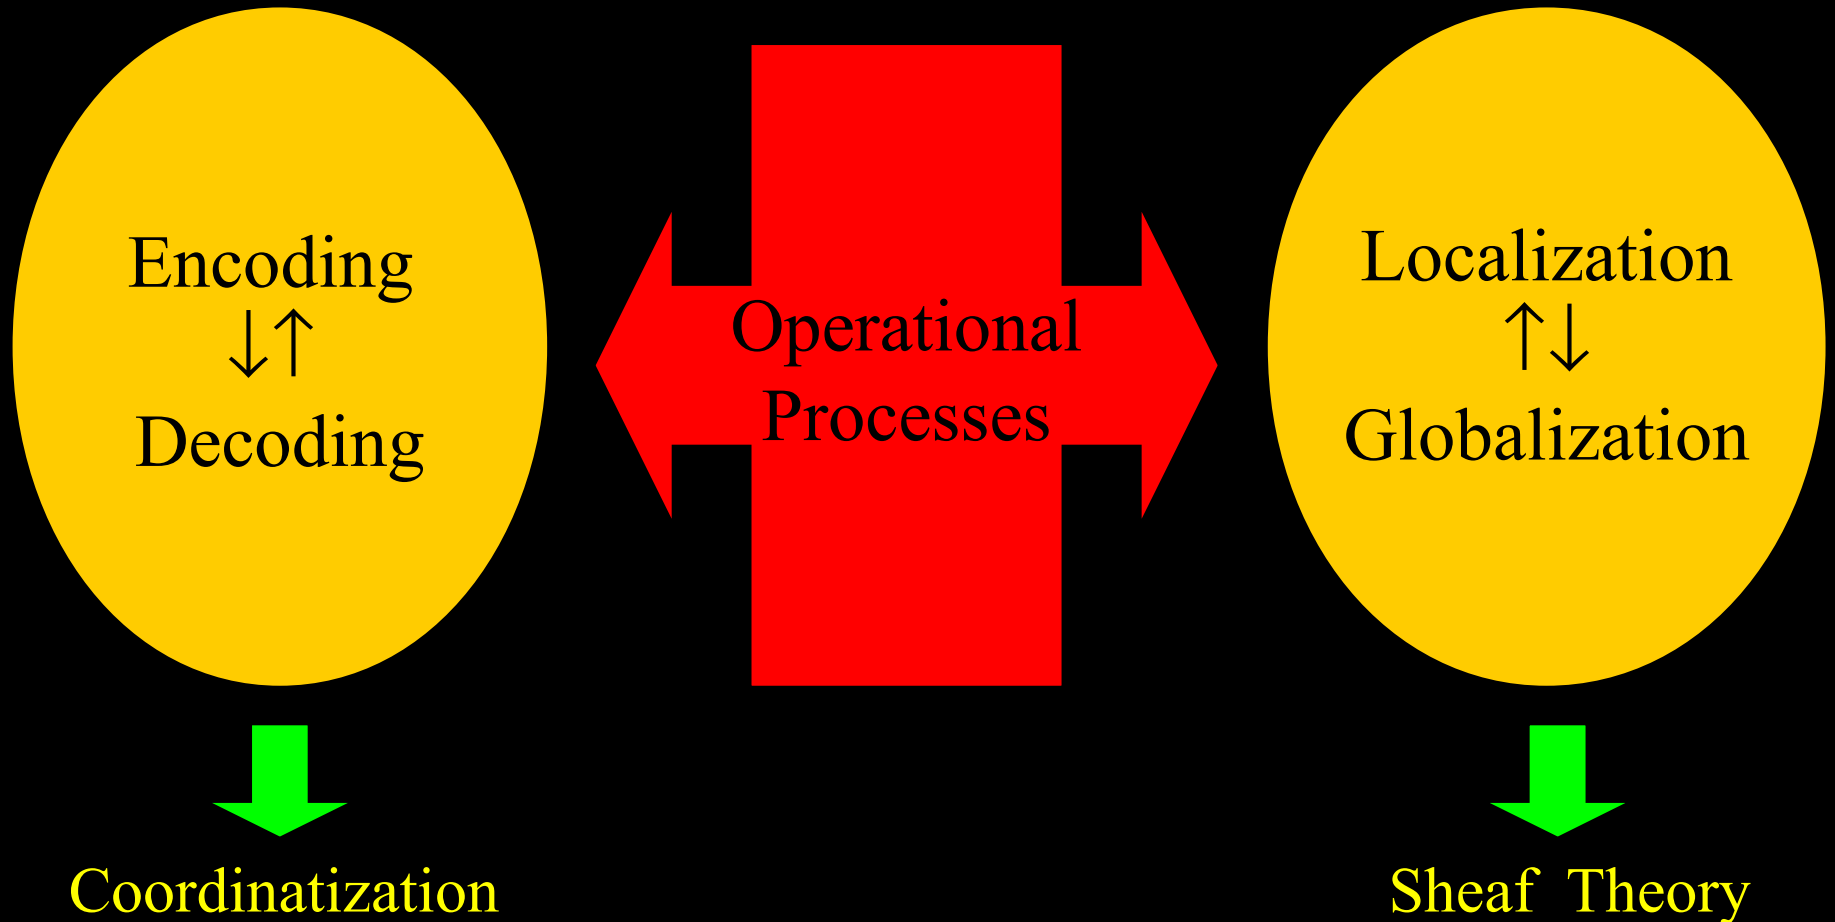 Encoding
↓↑
Decoding
Operational
Processes
Localization
↑↓
Globalization
Coordinatization
Sheaf Theory